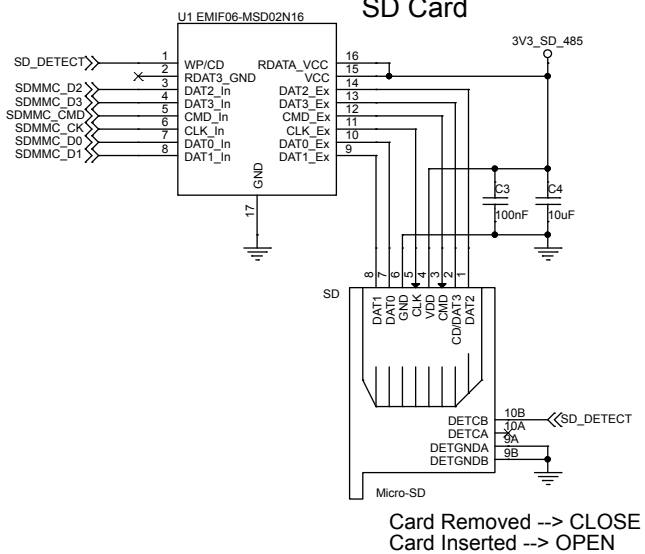 SD Card
U1 EMIF06-MSD02N16
3V3_SD_485
SD_DETECT 1 WP/CD RDATA_VCC 16
2 RDAT3_GND VCC 15
SDMMC_D2 3 DAT2_In DAT2_Ex 14
SDMMC_D3 4 DAT3_In DAT3_Ex 13
SDMMC_CMD 5 CMD_In CMD_Ex 12
SDMMC_CK 6 CLK_In CLK_Ex 11
SDMMC_D0 7 DAT0_In DAT0_Ex 10
SDMMC_D1 8 DAT1_In DAT1_Ex 9
GND
17
C3
100nF
C4
10uF
SD
8 7 6 5 4 3 2 1
DAT1 DAT0 GND CLK VDD CMD CD/DAT3 DAT2
DETCB 10B SD_DETECT
DETCA 10A
DETGNDA 9A
DETGNDB 9B
Micro-SD
Card Removed --> CLOSE
Card Inserted --> OPEN